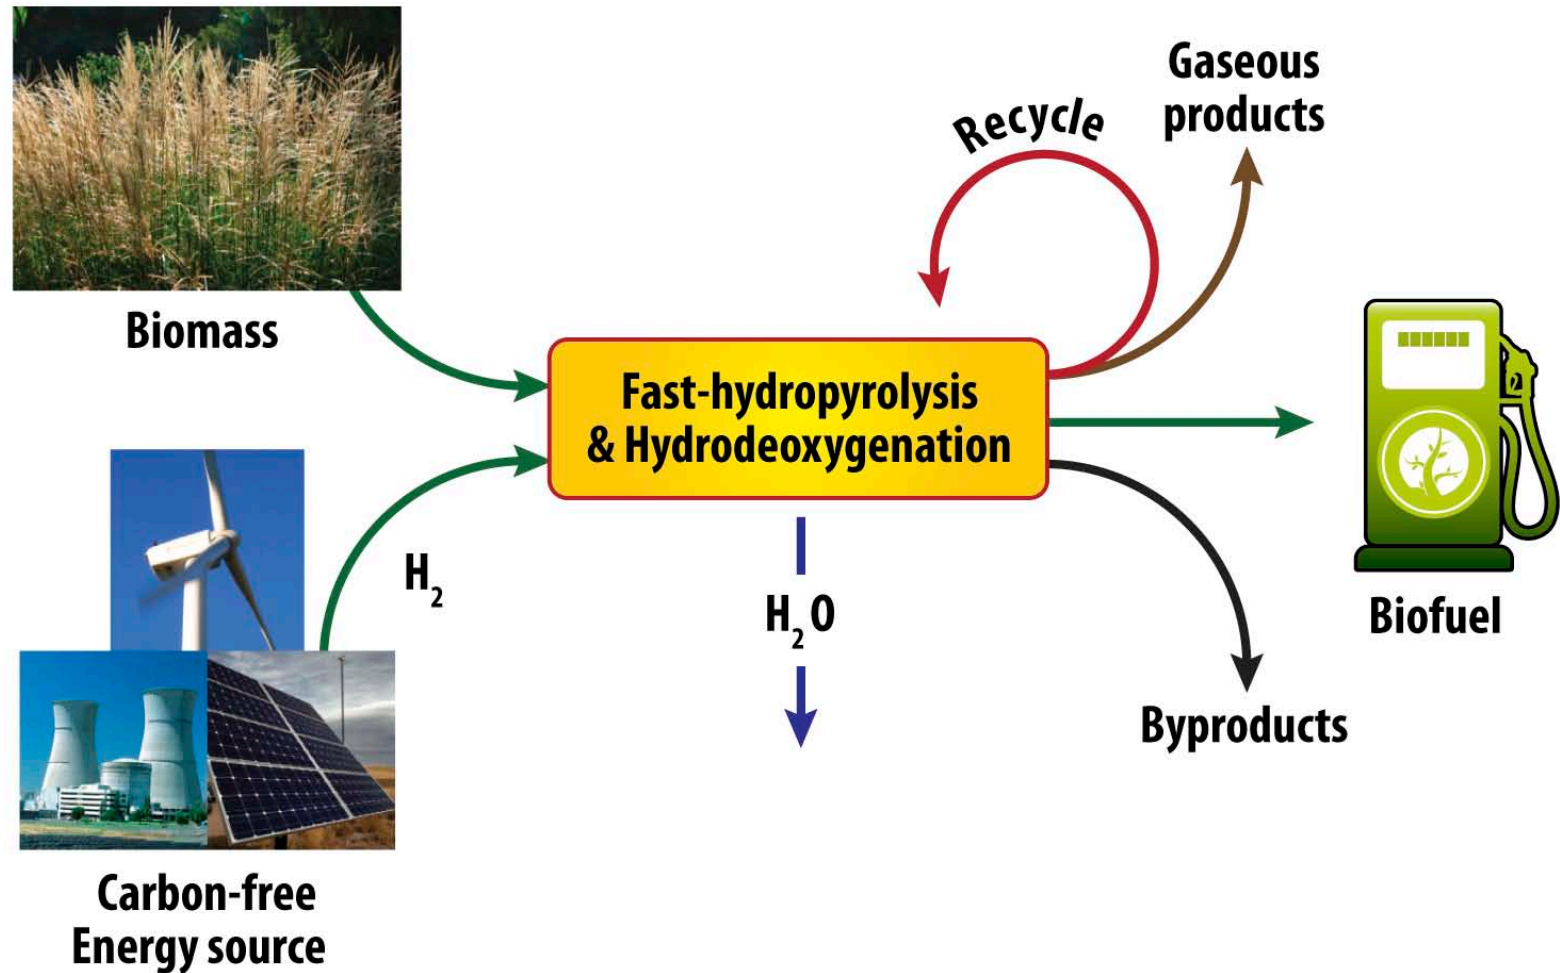 Gaseous
products
Recycle
Biomass
Fast-hydropyrolysis
& Hydrodeoxygenation
H₂
H₂O
Biofuel
Byproducts
Carbon-free
Energy source